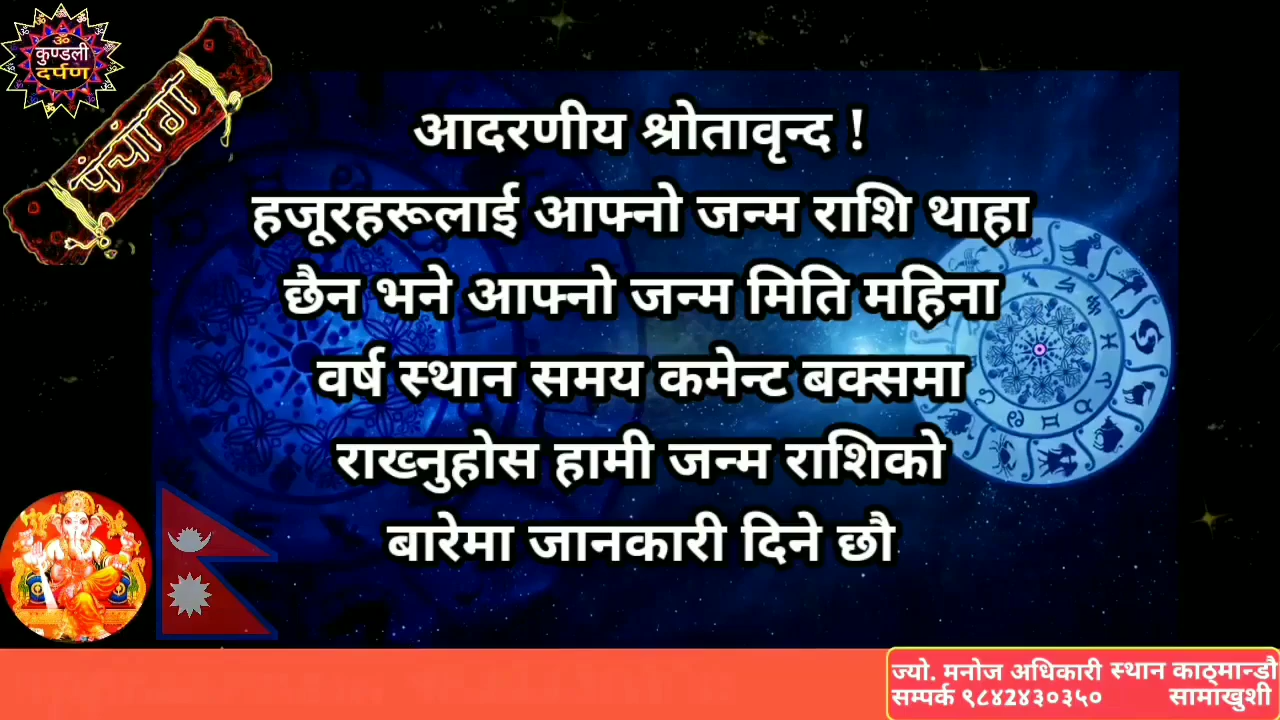 ॐ
कुण्डली
दर्पण
पंचांग
आदरणीय श्रोतावृन्द !
हजूरहरूलाई आफ्नो जन्म राशि थाहा
छैन भने आफ्नो जन्म मिति महिना
वर्ष स्थान समय कमेन्ट बक्समा
राख्नुहोस हामी जन्म राशिको
बारेमा जानकारी दिने छौ
ज्यो. मनोज अधिकारी स्थान काठ्मान्डौ
सम्पर्क ९८४२४३०३५० सामाखुशी